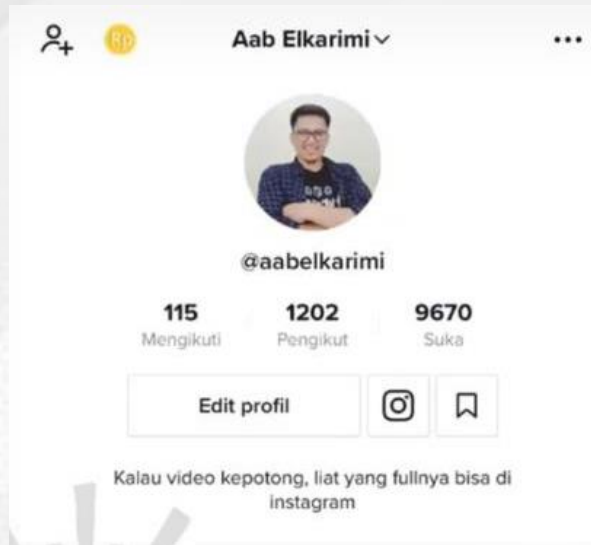 Rp
Aab Elkarimi
@aabelkarimi
115
1202
9670
Mengikuti
Pengikut
Suka
Edit profil
Kalau video kepotong, liat yang fullnya bisa di
instagram